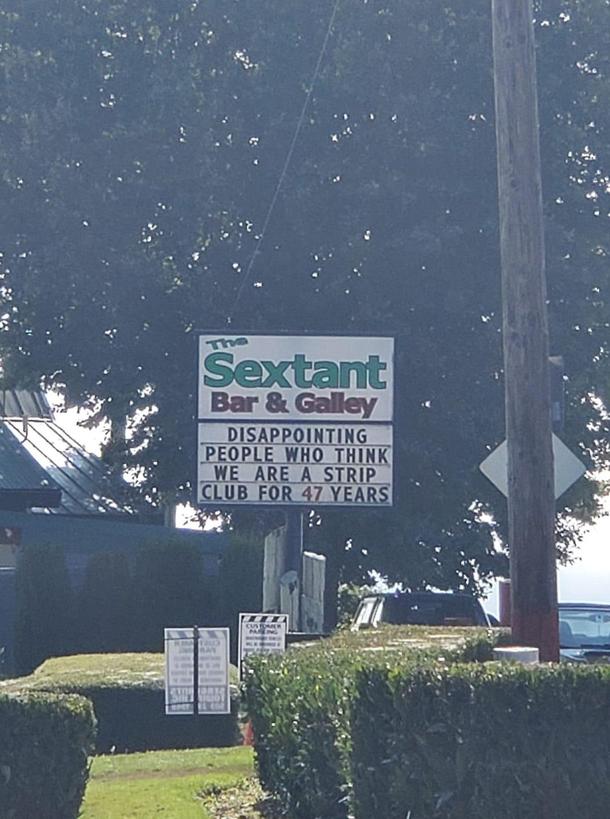 The
Sextant
Bar & Galley
DISAPPOINTING
PEOPLE WHO THINK
WE ARE A STRIP
CLUB FOR 47 YEARS
CUSTOMER
PARKING